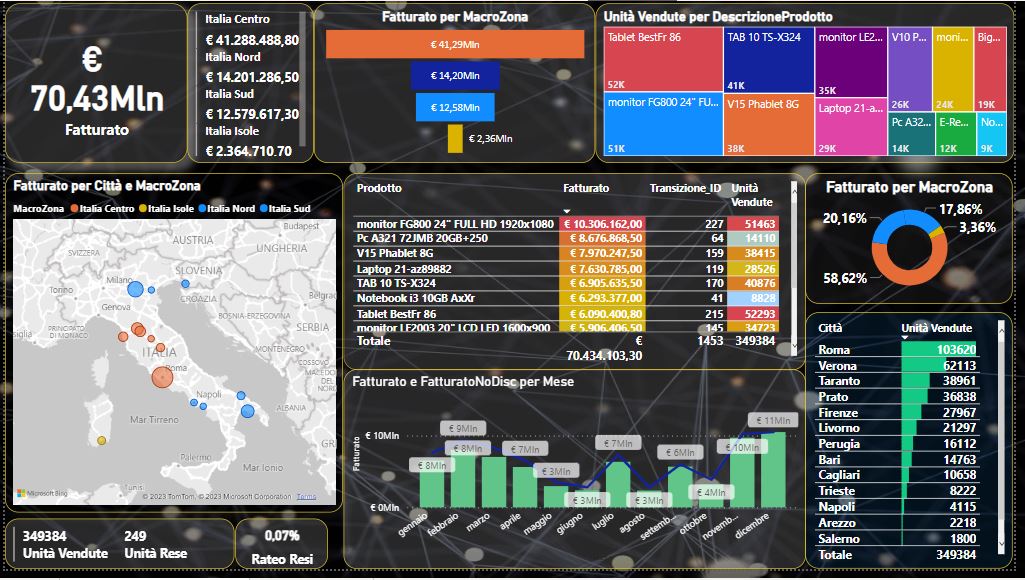 €
70,43Mln
Fatturato
Italia Centro
€ 41.288.488,80
Italia Nord
€ 14.201.286,50
Italia Sud
€ 12.579.617,30
Italia Isole
€ 2.364.710,70
Fatturato per MacroZona
€ 41,29Mln
€ 14,20Mln
€ 12,58Mln
€ 2,36Mln
Unità Vendute per DescrizioneProdotto
Tablet BestFr 86
52K
monitor FG800 24" FU...
51K
TAB 10 TS-X324
41K
V15 Phablet 8G
38K
monitor LE2...
35K
Laptop 21-a...
29K
V10 P...
26K
moni...
24K
Big...
19K
Pc A32...
14K
E-Re...
12K
No...
9K
Fatturato per Città e MacroZona
MacroZona Italia Centro Italia Isole Italia Nord Italia Sud
Budapest
AUSTRIA
UNGHERIA
SVIZZERA
SLOVENIA
Milano
Torino
CROAZIA
Genova
Belgrad
BOSNIA-ERZEGOVINA
PRINCIPATO
DI MONACO
SERBIA
ITALIA
MONTENEGRO
COSSOVO
Roma
MACEDO
DEL NORD
Napoli
ALBANIA
Mar Tirreno
GR
Palermo
Mar Ionio
Tunisi
Microsoft Bing
© 2023 TomTom, © 2023 Microsoft Corporation Terms
Prodotto Fatturato Transizione_ID Unità Vendute
monitor FG800 24" FULL HD 1920x1080 € 10.306.162,00 227 51463
Pc A321 72JMB 20GB+250 € 8.676.868,50 64 14110
V15 Phablet 8G € 7.970.247,50 159 38415
Laptop 21-az89882 € 7.630.785,00 119 28526
TAB 10 TS-X324 € 6.905.635,50 170 40876
Notebook i3 10GB AxXr € 6.293.377,00 41 8828
Tablet BestFr 86 € 6.090.400,80 215 52293
monitor LE2003 20" LCD LED 1600x900 € 5.906.406,50 145 34723
Totale € 70.434.103,30 1453 349384
Fatturato per MacroZona
20,16%
17,86%
3,36%
58,62%
Fatturato e FatturatoNoDisc per Mese
Fatturato
€ 10Mln
€ 0Mln
€ 8Mln
€ 9Mln
€ 8Mln
€ 7Mln
€ 3Mln
€ 3Mln
€ 7Mln
€ 3Mln
€ 6Mln
€ 4Mln
€ 10Mln
€ 11Mln
gennaio
febbraio
marzo
aprile
maggio
giugno
luglio
agosto
settemb...
ottobre
novemb...
dicembre
Città Unità Vendute
Roma 103620
Verona 62113
Taranto 38961
Prato 36838
Firenze 27967
Livorno 21297
Perugia 16112
Bari 14763
Cagliari 10658
Trieste 8222
Napoli 4115
Arezzo 2218
Salerno 1800
Totale 349384
349384
Unità Vendute
249
Unità Rese
0,07%
Rateo Resi